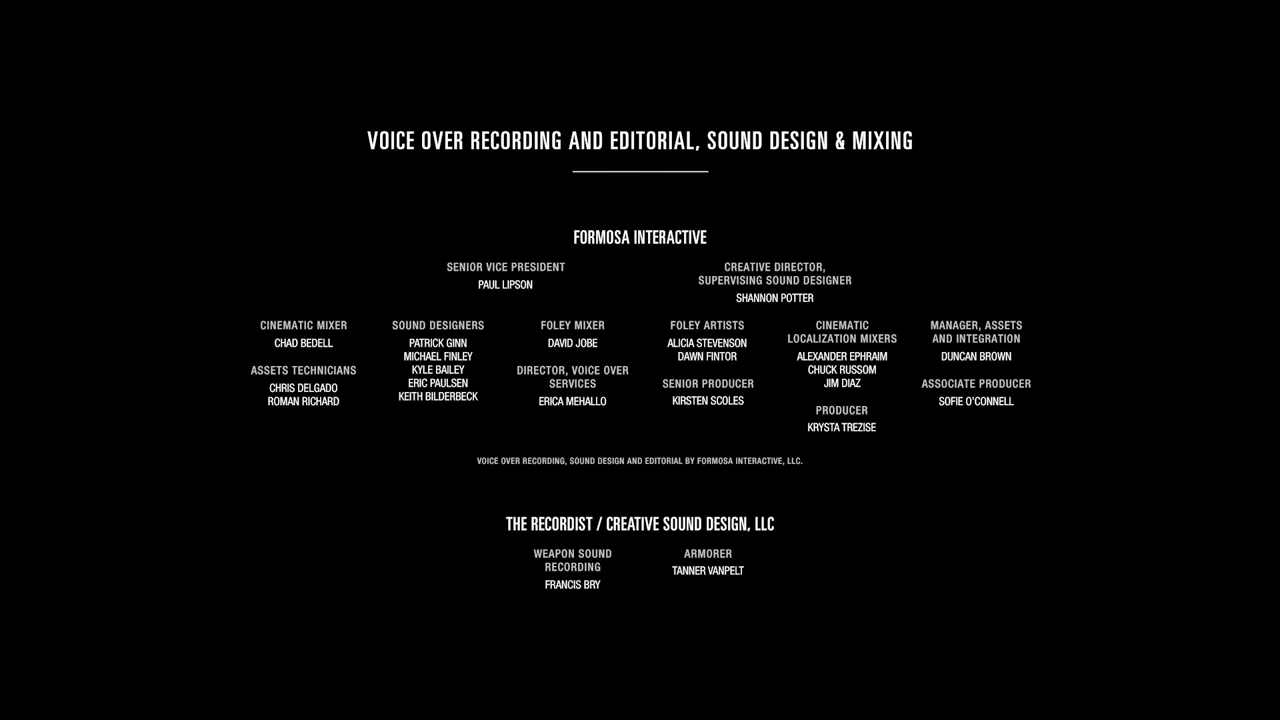 VOICE OVER RECORDING AND EDITORIAL, SOUND DESIGN & MIXING
FORMOSA INTERACTIVE
SENIOR VICE PRESIDENT
PAUL LIPSON
CREATIVE DIRECTOR,
SUPERVISING SOUND DESIGNER
SHANNON POTTER
CINEMATIC MIXER
CHAD BEDELL
ASSETS TECHNICIANS
CHRIS DELGADO
ROMAN RICHARD
SOUND DESIGNERS
PATRICK GINN
MICHAEL FINLEY
KYLE BAILEY
ERIC PAULSEN
KEITH BILDERBECK
FOLEY MIXER
DAVID JOBE
DIRECTOR, VOICE OVER
SERVICES
ERICA MEHALLO
FOLEY ARTISTS
ALICIA STEVENSON
DAWN FINTOR
SENIOR PRODUCER
KIRSTEN SCOLES
CINEMATIC
LOCALIZATION MIXERS
ALEXANDER EPHRAIM
CHUCK RUSSOM
JIM DIAZ
PRODUCER
KRYSTA TREZISE
MANAGER, ASSETS
AND INTEGRATION
DUNCAN BROWN
ASSOCIATE PRODUCER
SOFIE O'CONNELL
VOICE OVER RECORDING, SOUND DESIGN AND EDITORIAL BY FORMOSA INTERACTIVE, LLC.
THE RECORDIST / CREATIVE SOUND DESIGN, LLC
WEAPON SOUND
RECORDING
FRANCIS BRY
ARMORER
TANNER VANPELT